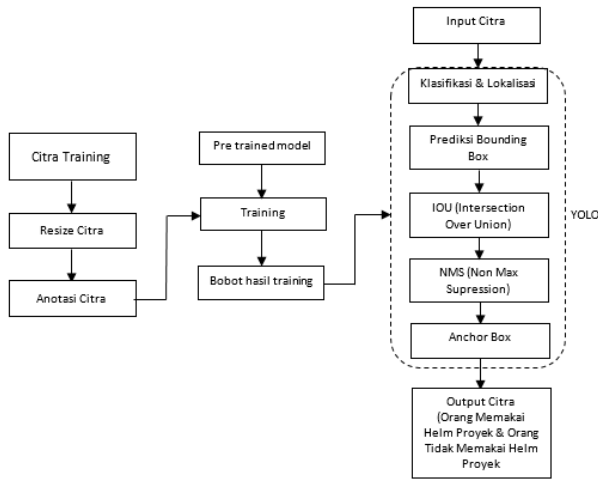 Citra Training
Resize Citra
Anotasi Citra
Pre trained model
Training
Bobot hasil training
Input Citra
Klasifikasi & Lokalisasi
Prediksi Bounding
Box
IOU (Intersection
Over Union)
NMS (Non Max
Supression)
Anchor Box
YOLO
Output Citra
(Orang Memakai
Helm Proyek & Orang
Tidak Memakai Helm
Proyek